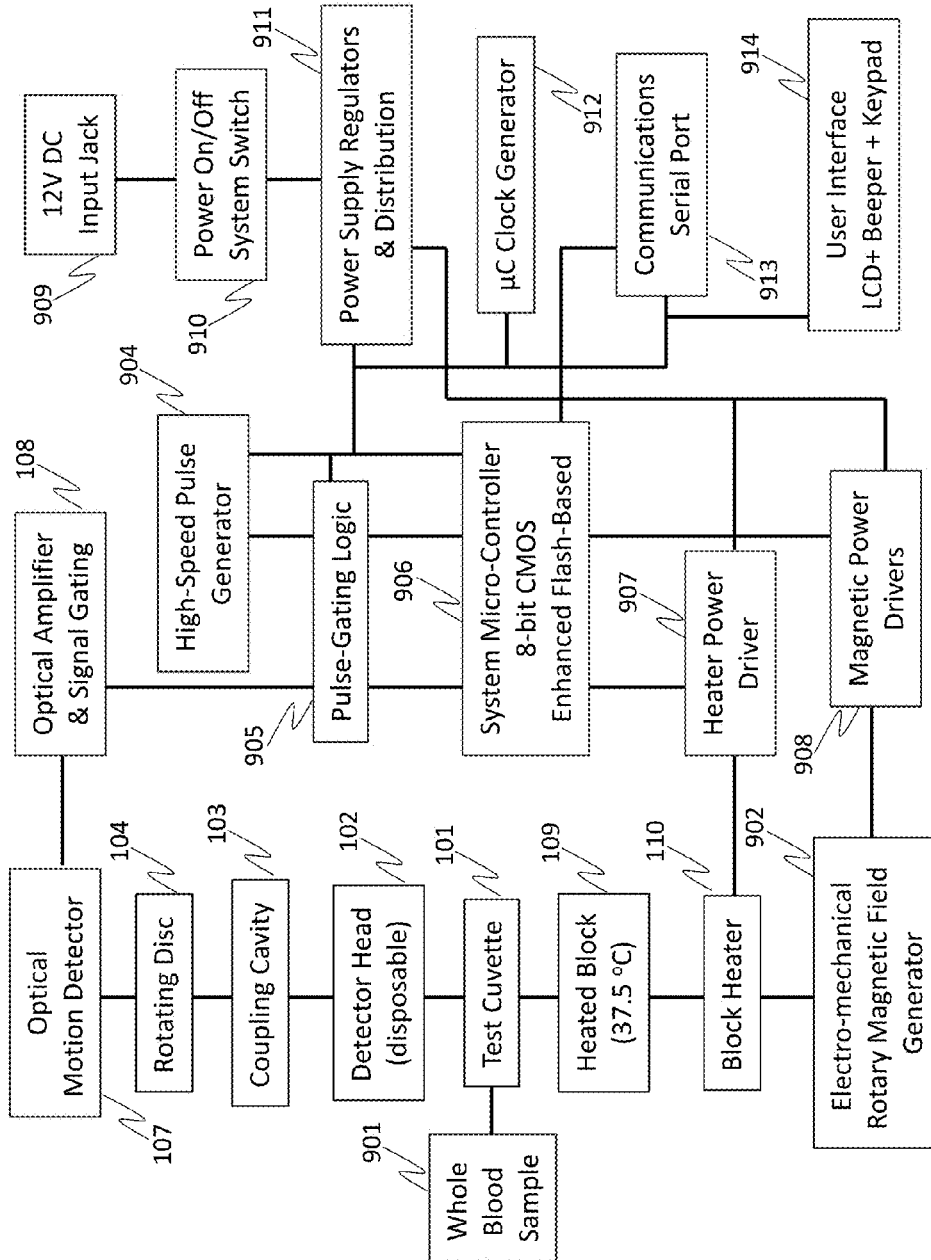 12V DC
Input Jack
909
Power On/Off
System Switch
910
Power Supply Regulators
& Distribution
911
µC Clock Generator
912
Communications
Serial Port
913
User Interface
LCD+ Beeper + Keypad
914
High-Speed Pulse
Generator
904
Pulse-Gating Logic
905
System Micro-Controller
8-bit CMOS
Enhanced Flash-Based
906
Heater Power
Driver
907
Magnetic Power
Drivers
908
Optical Amplifier
& Signal Gating
108
Optical
Motion Detector
107
Rotating Disc
104
Coupling Cavity
103
Detector Head
(disposable)
102
Test Cuvette
101
Heated Block
(37.5 °C)
109
Block Heater
110
Electro-mechanical
Rotary Magnetic Field
Generator
902
Whole
Blood
Sample
901